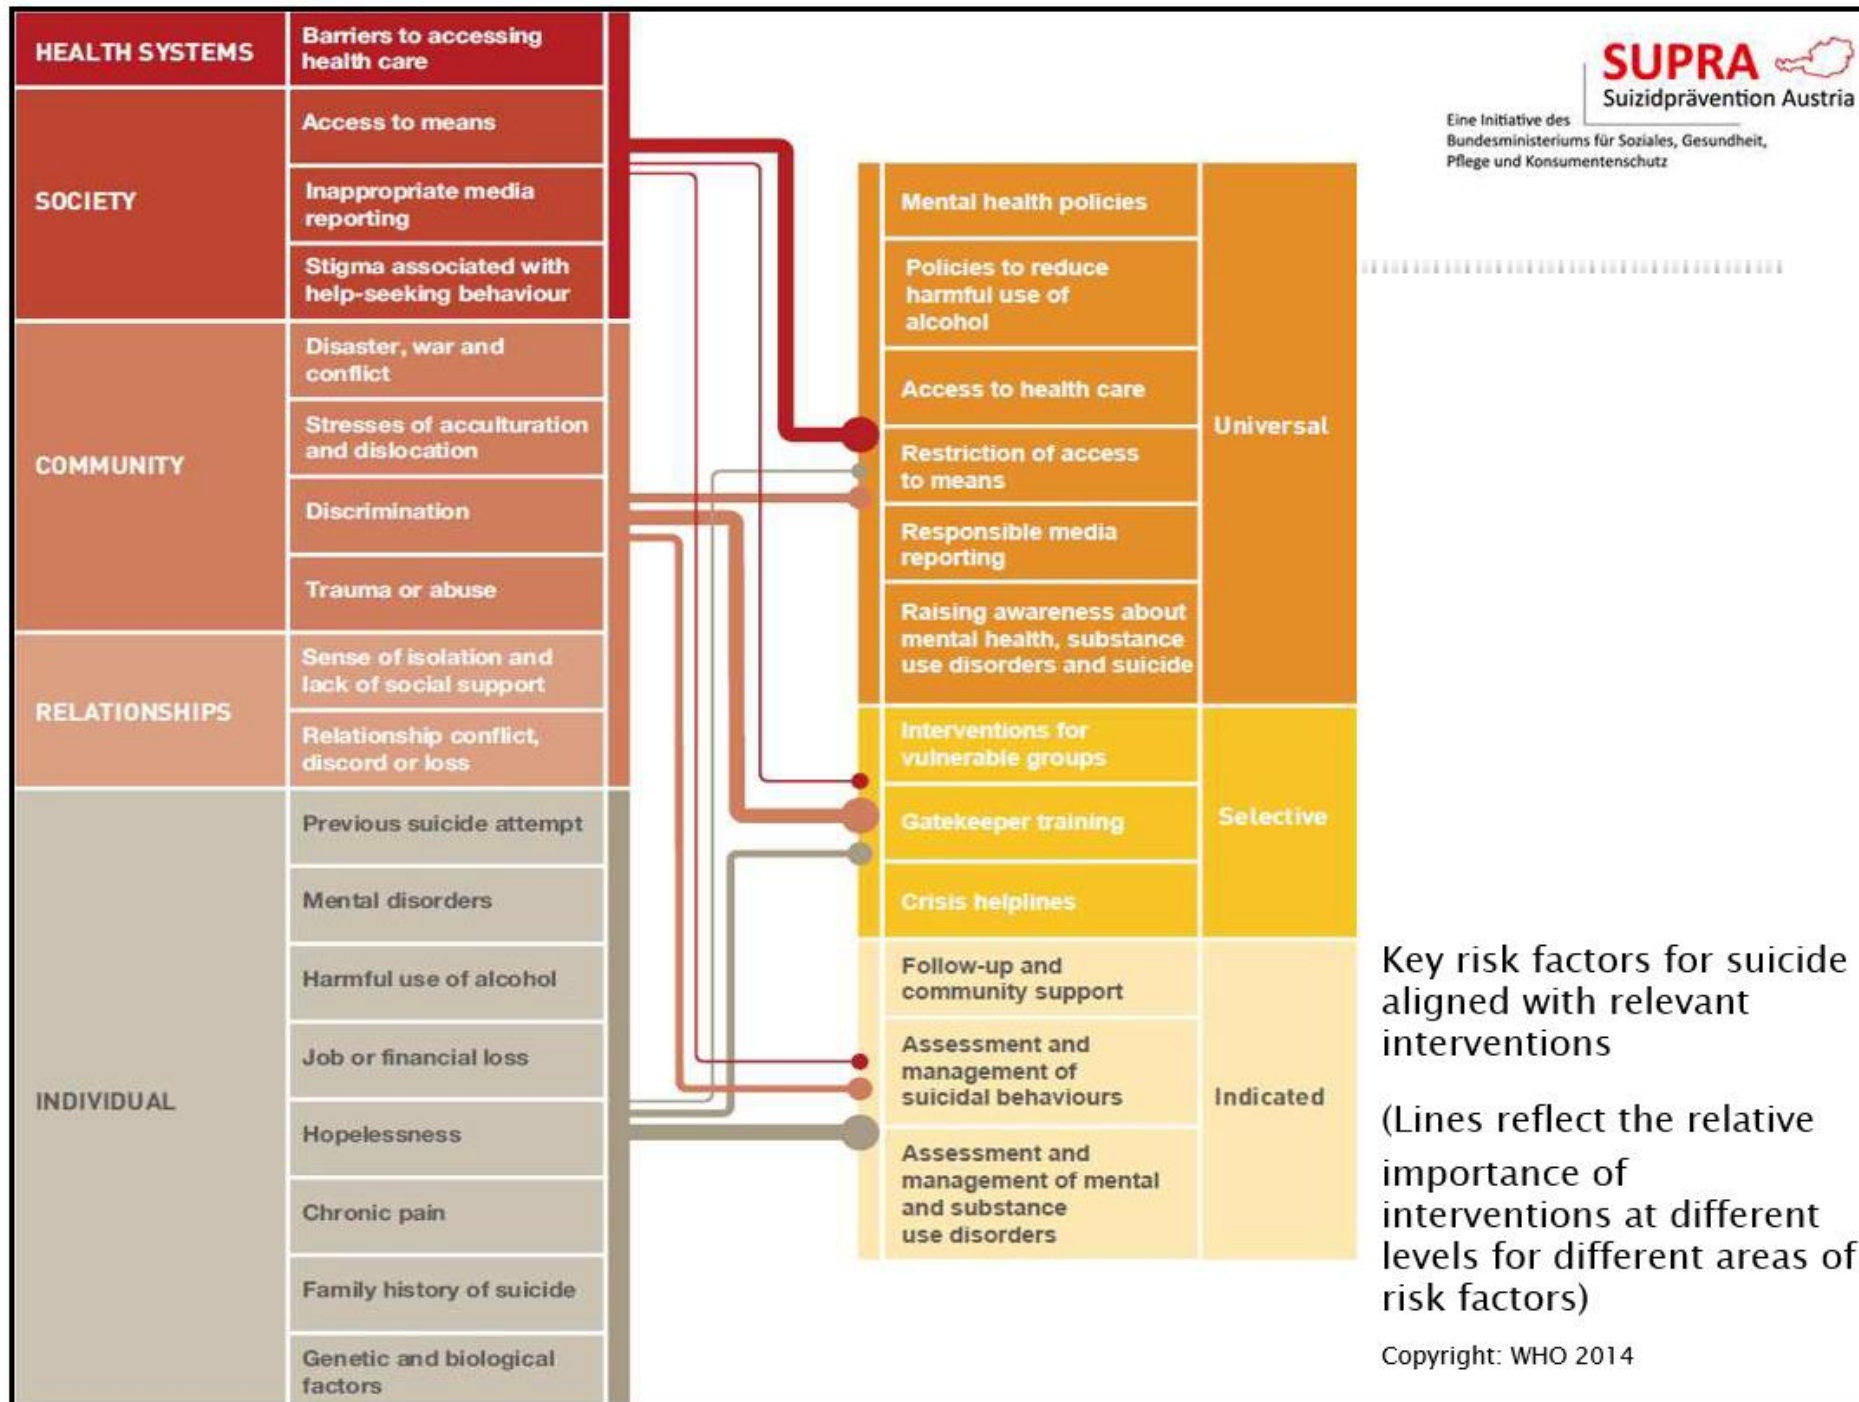 HEALTH SYSTEMS
Barriers to accessing
health care
SOCIETY
Access to means
Inappropriate media
reporting
Stigma associated with
help-seeking behaviour
COMMUNITY
Disaster, war and
conflict
Stresses of acculturation
and dislocation
Discrimination
Trauma or abuse
RELATIONSHIPS
Sense of isolation and
lack of social support
Relationship conflict,
discord or loss
INDIVIDUAL
Previous suicide attempt
Mental disorders
Harmful use of alcohol
Job or financial loss
Hopelessness
Chronic pain
Family history of suicide
Genetic and biological
factors
Mental health policies
Policies to reduce
harmful use of
alcohol
Access to health care
Restriction of access
to means
Responsible media
reporting
Raising awareness about
mental health, substance
use disorders and suicide
Universal
Interventions for
vulnerable groups
Gatekeeper training
Crisis helplines
Selective
Follow-up and
community support
Assessment and
management of
suicidal behaviours
Assessment and
management of mental
and substance
use disorders
Indicated
SUPRA
Suizidprävention Austria
Eine Initiative des
Bundesministeriums für Soziales, Gesundheit,
Pflege und Konsumentenschutz
Key risk factors for suicide
aligned with relevant
interventions
(Lines reflect the relative
importance of
interventions at different
levels for different areas of
risk factors)
Copyright: WHO 2014